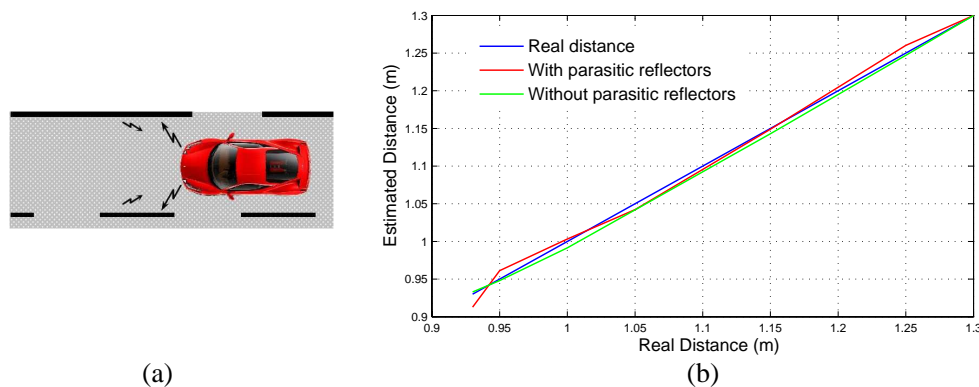 1.3
1.25
1.2
1.15
1.1
1.05
1
0.95
0.9
Estimated Distance (m)
Real distance
With parasitic reflectors
Without parasitic reflectors
0.9 0.95 1 1.05 1.1 1.15 1.2 1.25 1.3
Real Distance (m)
(a) (b)